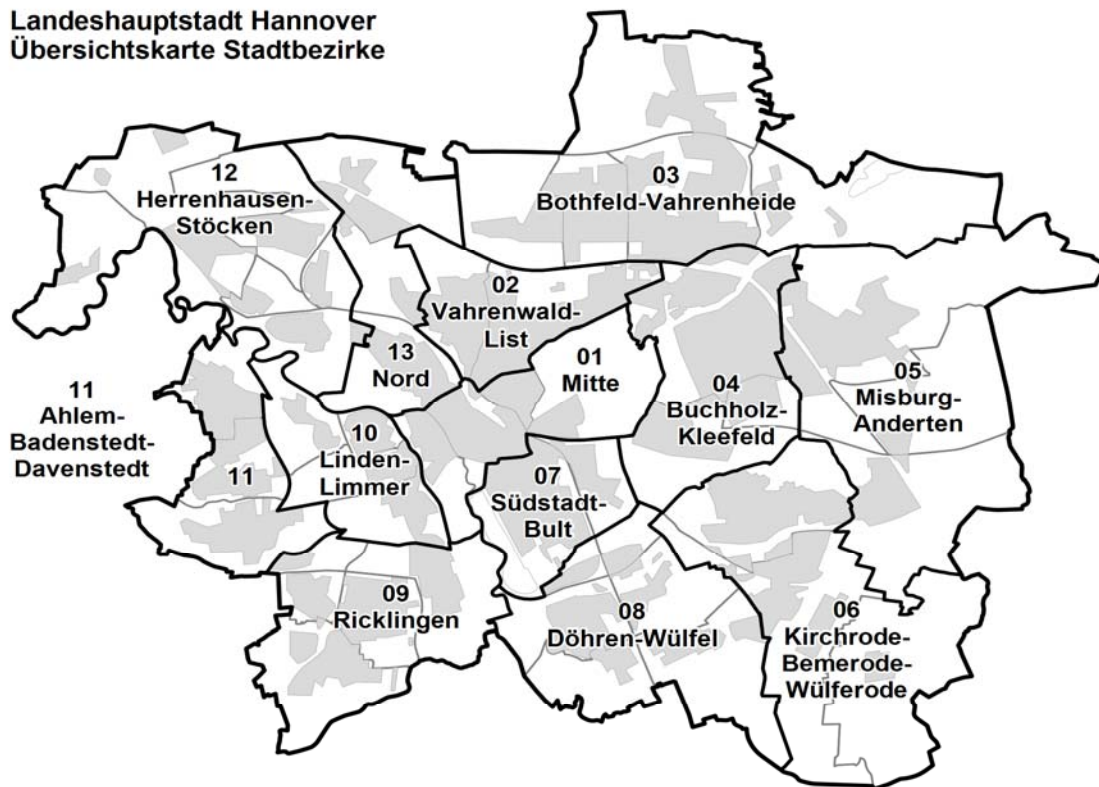 Landeshauptstadt Hannover
Übersichtskarte Stadtbezirke
03
Bothfeld-Vahrenheide
12
Herrenhausen-
Stöcken
02
Vahrenwald-
List
13
Nord
01
Mitte
04
Buchholz-
Kleefeld
05
Misburg-
Anderten
11
Ahlem-
Badenstedt-
Davenstedt
11
10
Linden-
Limmer
07
Südstadt-
Bult
09
Ricklingen
08
Döhren-Wülfel
06
Kirchrode-
Bemerode-
Wülferode